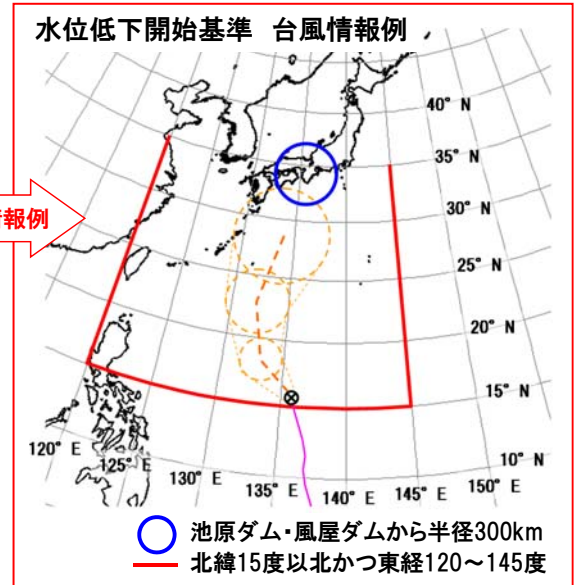 水位低下開始基準 台風情報例
40° N
35° N
情報例
30° N
25° N
20° N
15° N
10° N
120° E
125° E
130° E
135° E
140° E
145° E
150° E
池原ダム・風屋ダムから半径300km
北緯15度以北かつ東経120～145度